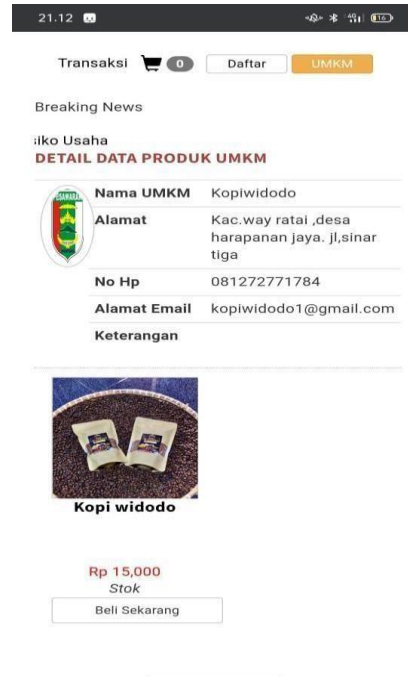 21.12
16
Transaksi 0 Daftar UMKM
Breaking News
iko Usaha
DETAIL DATA PRODUK UMKM
Nama UMKM Kopiwidodo
Alamat Kac.way ratai ,desa
harapanan jaya. jl,sinar
tiga
No Hp 081272771784
Alamat Email kopiwidodo1@gmail.com
Keterangan
Kopi widodo
Rp 15,000
Stok
Beli Sekarang